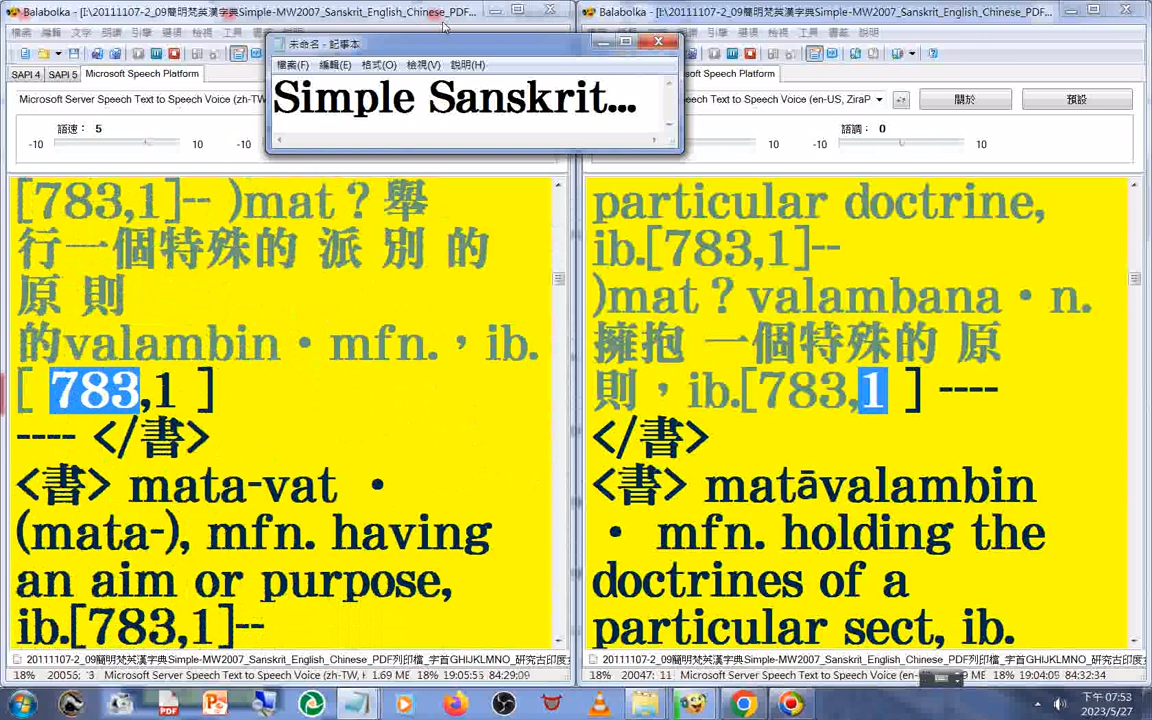 Balabolka - [I:\20111107-2_09簡明梵英漢字典Simple-MW2007_Sanskrit_English_Chinese_PDF...
Balabolka - [I:\20111107-2_09簡明梵英漢字典Simple-MW2007_Sanskrit_English_Chinese_PDF...
未命名 - 記事本
檔案(F) 編輯(E) 格式(O) 檢視(V) 說明(H)
Simple Sanskrit...
SAPI 4 SAPI 5 Microsoft Speech Platform
Speech Platform
Microsoft Server Speech Text to Speech Voice (zh-TW
eech Text to Speech Voice (en-US, ZiraP
關於
預設
語速： 5
語調： 0
-10 10 -10
10 -10 10
[783,1]-- )mat？舉
行一個特殊的 派 別 的
原 則
的valambin‧mfn.，ib.
[ 783,1 ]
---- </書>
<書> mata-vat ‧
(mata-), mfn. having
an aim or purpose,
ib.[783,1]--
particular doctrine,
ib.[783,1]--
)mat？valambana‧n.
擁抱 一個特殊的 原
則，ib.[783,1 ] ----
</書>
<書> matāvalambin
‧ mfn. holding the
doctrines of a
particular sect, ib.
20111107-2_09簡明梵英漢字典Simple-MW2007_Sanskrit_English_Chinese_PDF列印檔_字首GHIJKLMNO_研究古印度
20111107-2_09簡明梵英漢字典Simple-MW2007_Sanskrit_English_Chinese_PDF列印檔_字首GHIJKLMNO_研究古印度
18% 20056: Microsoft Server Speech Text to Speech Voice (zh-TW, 1.69 ME 18% 19:05:55 84:29:09
18% 20047: 11 Microsoft Server Speech Text to Speech Voice (en-US 18% 19:04:05 84:32:34
下午 07:53
2023/5/27